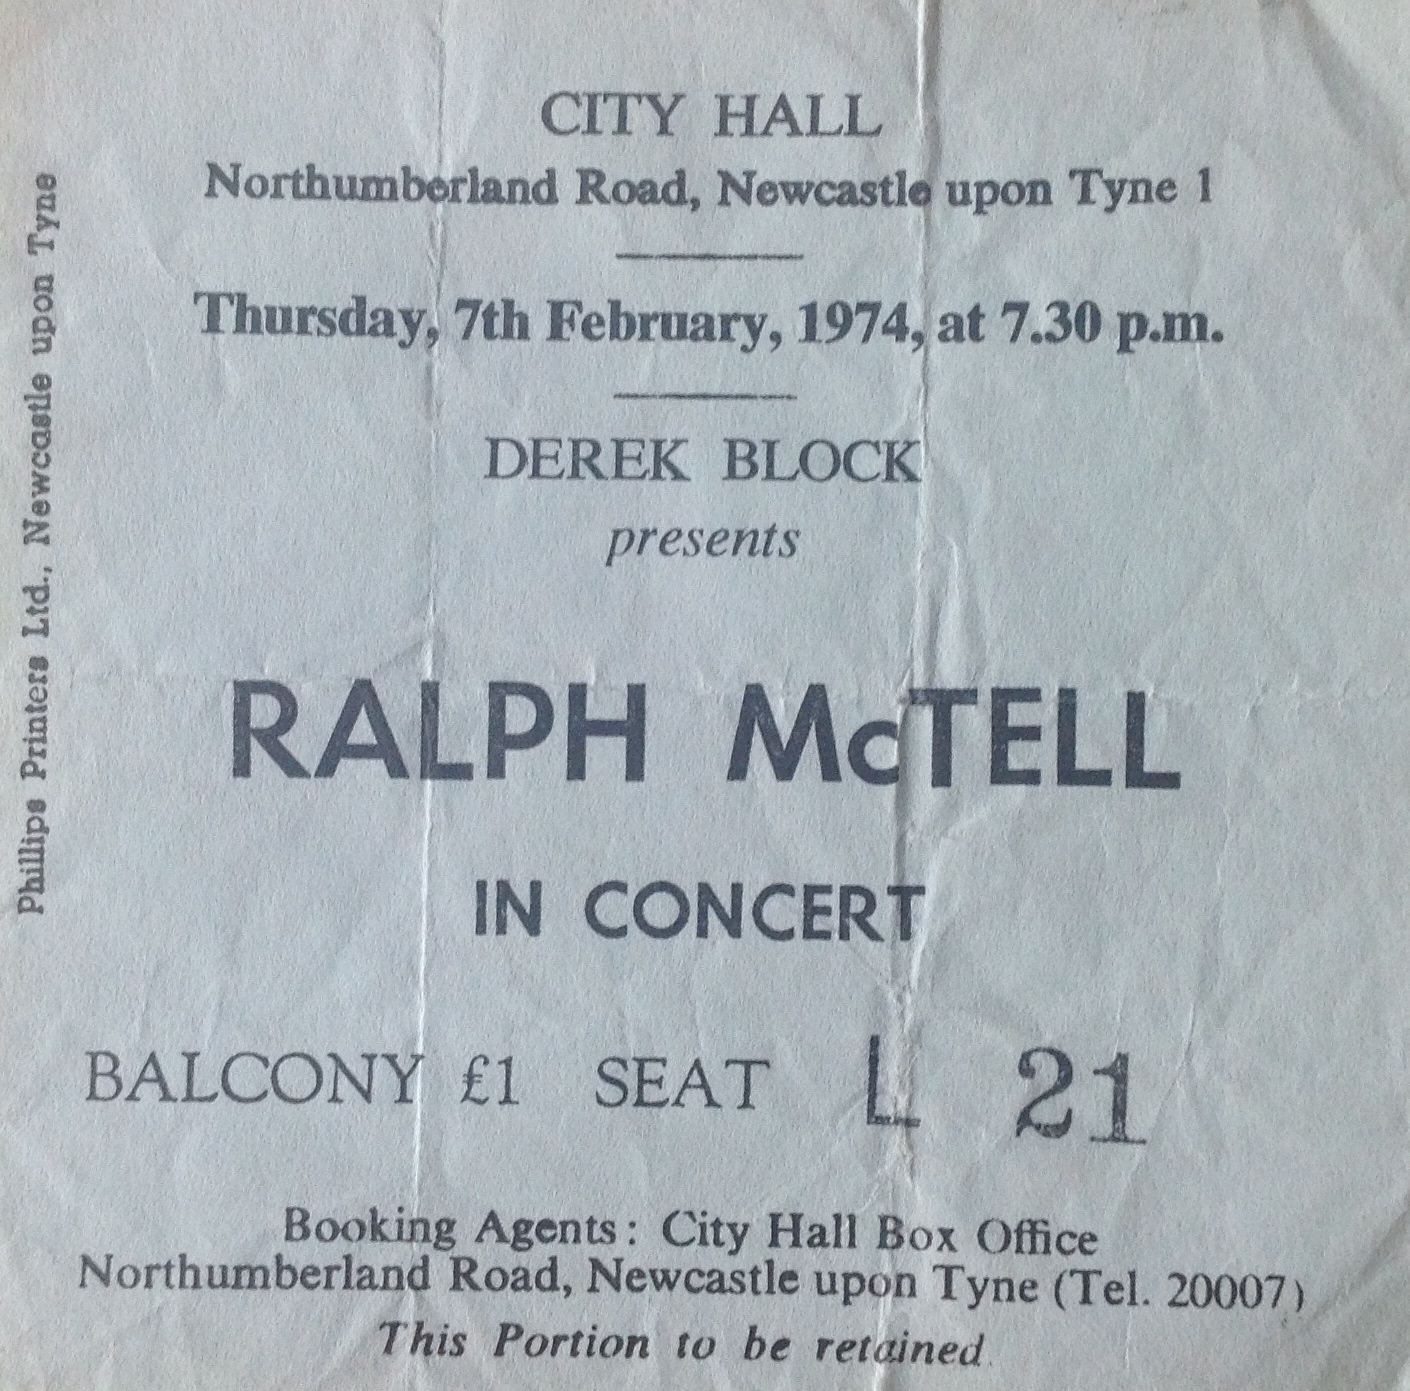 CITY HALL
Northumberland Road, Newcastle upon Tyne 1
Thursday, 7th February, 1974, at 7.30 p.m.
DEREK BLOCK
presents
RALPH McTELL
IN CONCERT
BALCONY £1 SEAT L 21
Booking Agents: City Hall Box Office
Northumberland Road, Newcastle upon Tyne (Tel. 20007)
This Portion to be retained.
Phillips Printers Ltd., Newcastle upon Tyne